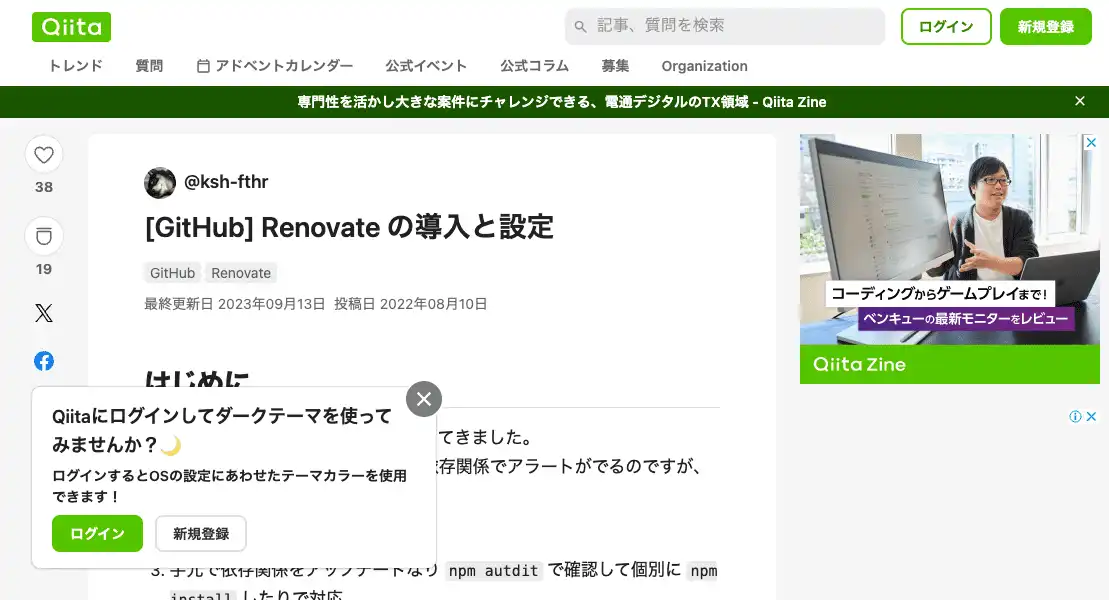 Qiita
記事、質問を検索
ログイン
新規登録
トレンド
質問
アドベントカレンダー
公式イベント
公式コラム
募集
Organization
専門性を活かし大きな案件にチャレンジできる、電通デジタルのTX領域 - Qiita Zine
38
19
@ksh-fthr
[GitHub] Renovate の導入と設定
GitHub
Renovate
最終更新日 2023年09月13日 投稿日 2022年08月10日
はじめに
てきました。
存関係でアラートがでるのですが、
3. 手元で依存関係をアップデートなり npm autdit で確認して個別に npm
install したりで対応
Qiitaにログインしてダークテーマを使って
みませんか？🌙
ログインするとOSの設定にあわせたテーマカラーを使用
できます！
ログイン
新規登録
コーディングからゲームプレイまで!
ベンキューの最新モニターをレビュー
Qiita Zine